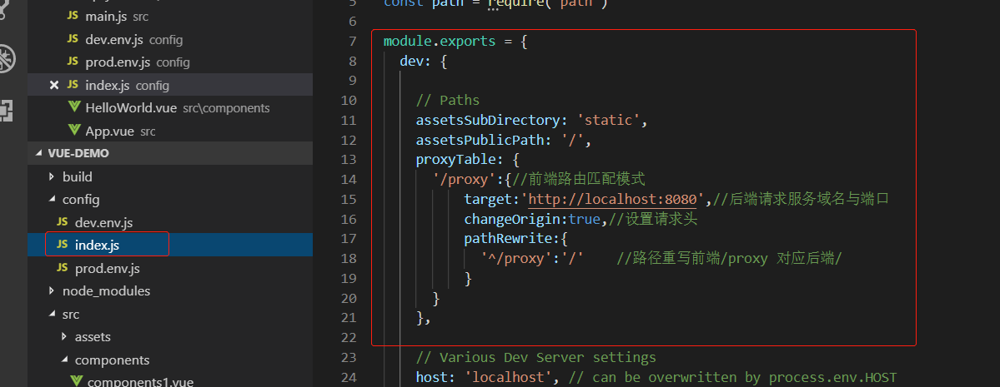 JS main.js src
JS dev.env.js config
JS prod.env.js config
JS index.js config
HelloWorld.vue src\components
App.vue src
VUE-DEMO
build
config
JS dev.env.js
JS index.js
JS prod.env.js
node_modules
src
assets
components
components1.vue
5 const path = require('path')
6
7 module.exports = {
8 dev: {
9
10 // Paths
11 assetsSubDirectory: 'static',
12 assetsPublicPath: '/',
13 proxyTable: {
14 '/proxy':{//前端路由匹配模式
15 target:'http://localhost:8080',//后端请求服务域名与端口
16 changeOrigin:true,//设置请求头
17 pathRewrite:{
18 '^/proxy':'/' //路径重写前端/proxy 对应后端/
19 }
20 }
21 },
22
23 // Various Dev Server settings
24 host: 'localhost', // can be overwritten by process.env.HOST